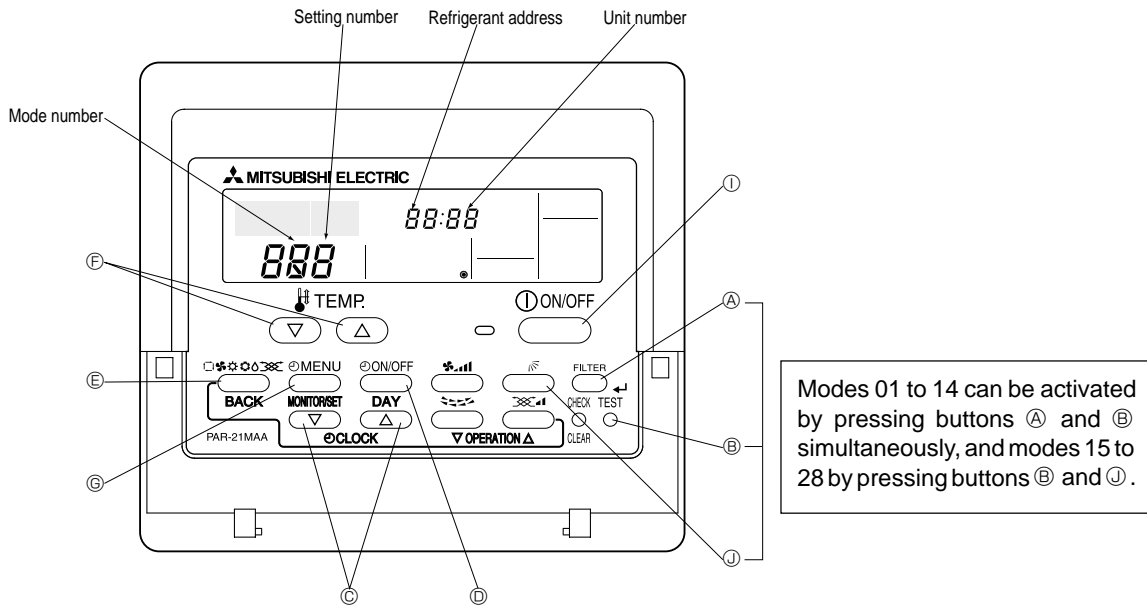 Setting number Refrigerant address Unit number
Mode number
MITSUBISHI ELECTRIC
88:88
888
Ⓘ
Ⓕ
TEMP. ON/OFF
Ⓐ
MENU ON/OFF FILTER
Ⓔ
BACK MONITOR/SET DAY CHECK TEST
PAR-21MAA CLOCK OPERATION CLEAR
Ⓑ
Ⓖ
Ⓙ
Ⓒ Ⓓ
Modes 01 to 14 can be activated
by pressing buttons Ⓐ and Ⓑ
simultaneously, and modes 15 to
28 by pressing buttons Ⓑ and Ⓙ.